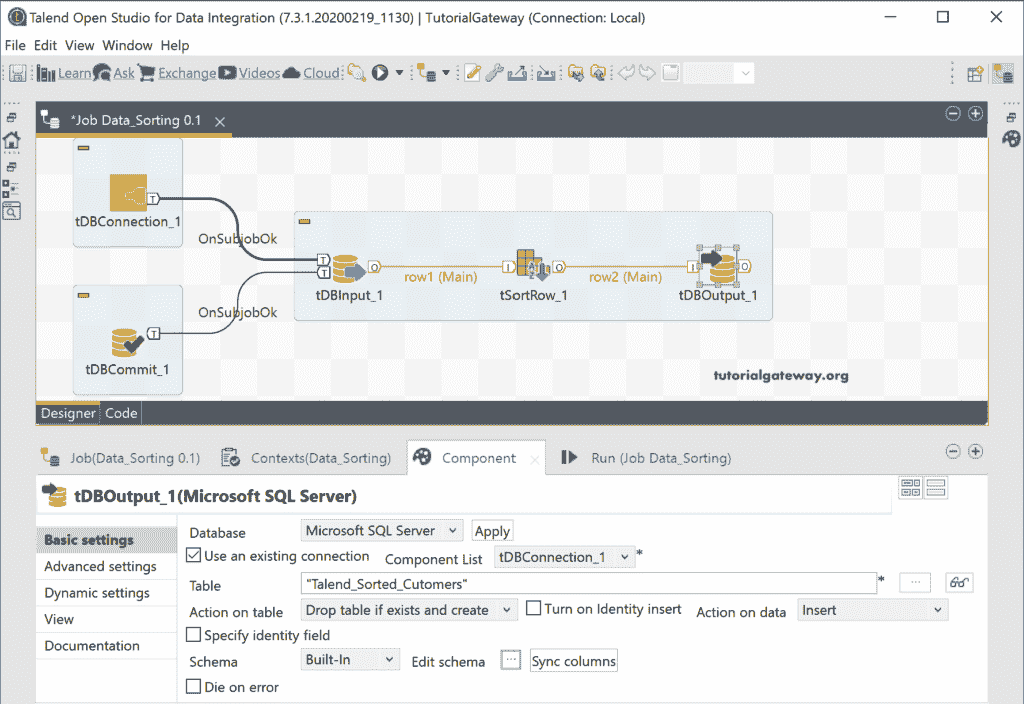 Talend Open Studio for Data Integration (7.3.1.20200219_1130) | TutorialGateway (Connection: Local)
File Edit View Window Help
Learn Ask Exchange Videos Cloud
*Job Data_Sorting 0.1
tDBConnection_1
OnSubjobOk
row1 (Main)
row2 (Main)
tDBInput_1
tSortRow_1
tDBOutput_1
OnSubjobOk
tDBCommit_1
tutorialgateway.org
Designer Code
Job(Data_Sorting 0.1) Contexts(Data_Sorting) Component Run (Job Data_Sorting)
tDBOutput_1(Microsoft SQL Server)
Basic settings
Advanced settings
Dynamic settings
View
Documentation
Database Microsoft SQL Server Apply
Use an existing connection Component List tDBConnection_1 *
Table "Talend_Sorted_Cutomers" * ...
Action on table Drop table if exists and create Turn on Identity insert Action on data Insert
Specify identity field
Schema Built-In Edit schema ... Sync columns
Die on error